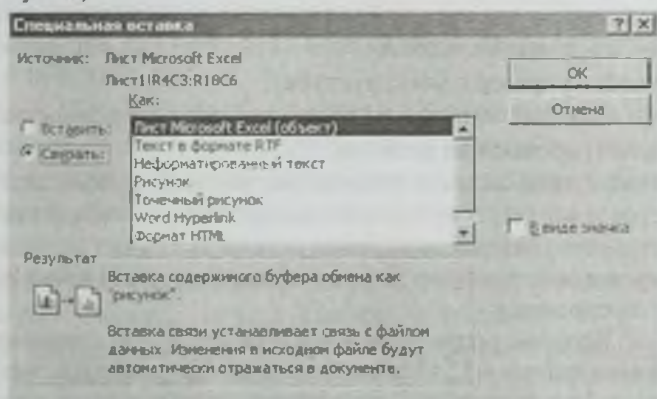 Специальная вставка
Источник: Лист Microsoft Excel
Лист1!R4C3:R18C6
Как:
Вставить:
Связать:
Лист Microsoft Excel (объект)
Текст в формате RTF
Неформатированный текст
Рисунок
Точечный рисунок
Word Hyperlink
Формат HTML
ОК
Отмена
В виде значка
Результат
Вставка содержимого буфера обмена как
"рисунок".
Вставка связи устанавливает связь с файлом
данных. Изменения в исходном файле будут
автоматически отражаться в документе.